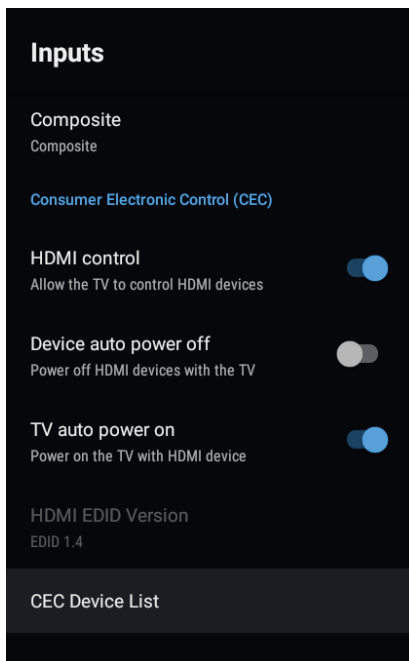 Inputs
Composite
Composite
Consumer Electronic Control (CEC)
HDMI control
Allow the TV to control HDMI devices
Device auto power off
Power off HDMI devices with the TV
TV auto power on
Power on the TV with HDMI device
HDMI EDID Version
EDID 1.4
CEC Device List